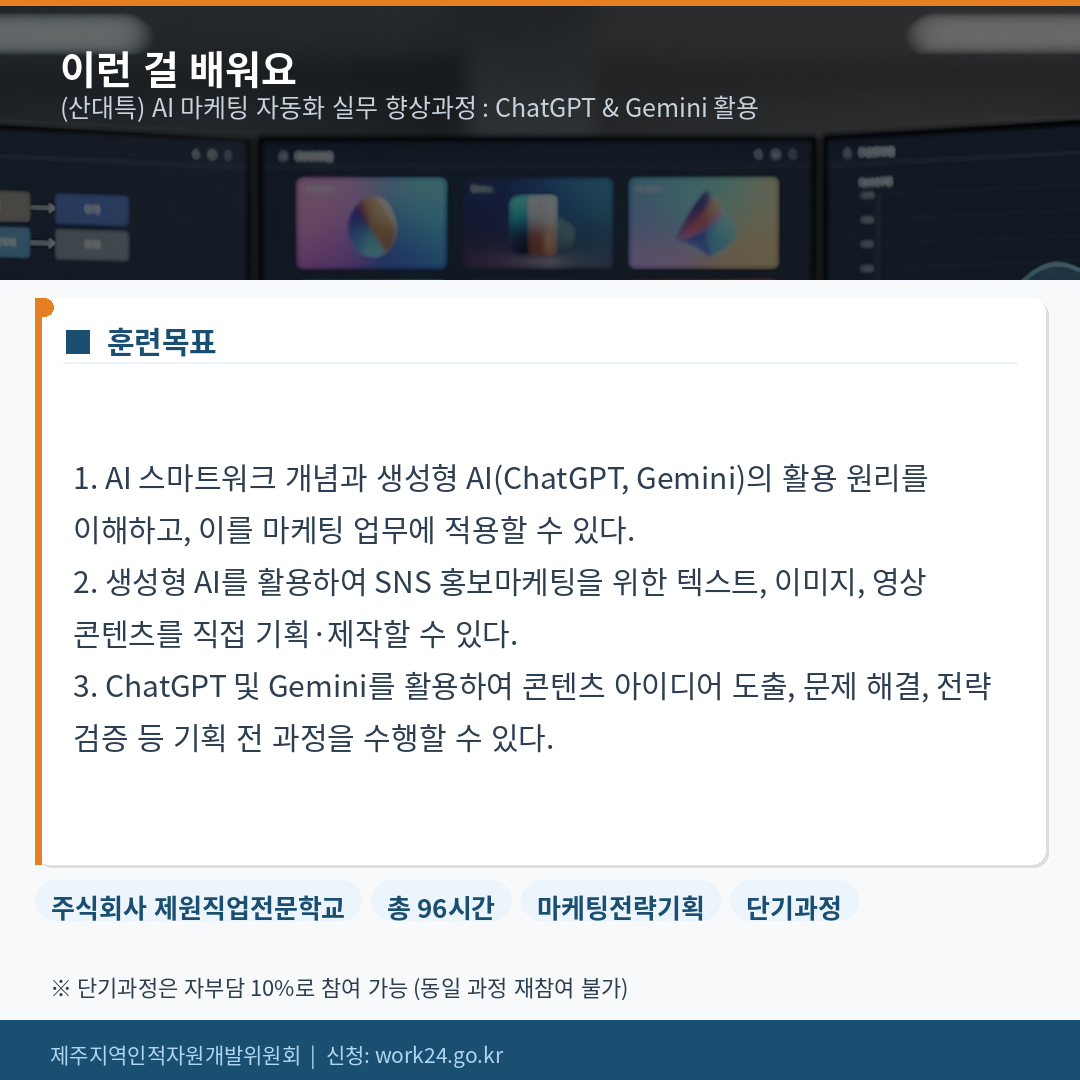 이런 걸 배워요
(산대특) AI 마케팅 자동화 실무 향상과정 : ChatGPT & Gemini 활용
훈련목표
1. AI 스마트워크 개념과 생성형 AI(ChatGPT, Gemini)의 활용 원리를
이해하고, 이를 마케팅 업무에 적용할 수 있다.
2. 생성형 AI를 활용하여 SNS 홍보마케팅을 위한 텍스트, 이미지, 영상
콘텐츠를 직접 기획·제작할 수 있다.
3. ChatGPT 및 Gemini를 활용하여 콘텐츠 아이디어 도출, 문제 해결, 전략
검증 등 기획 전 과정을 수행할 수 있다.
주식회사 제원직업전문학교 총 96시간 마케팅전략기획 단기과정
※ 단기과정은 자부담 10%로 참여 가능 (동일 과정 재참여 불가)
제주지역인적자원개발위원회 | 신청: work24.go.kr